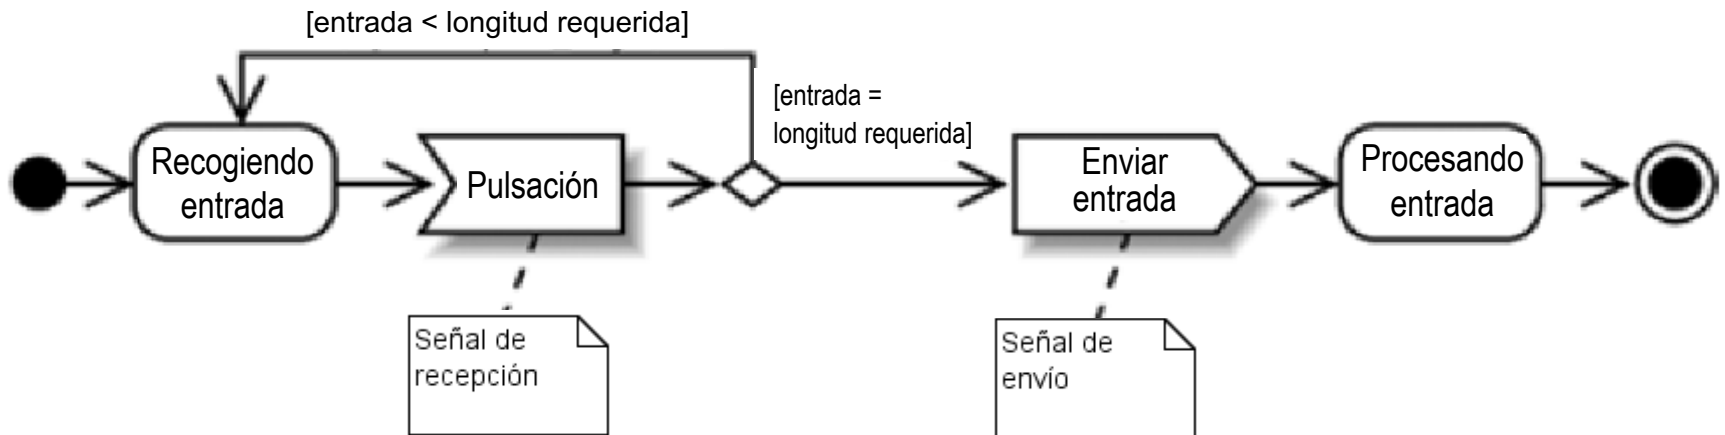 [entrada < longitud requerida]
[entrada =
longitud requerida]
Recogiendo
entrada
Pulsación
Enviar
entrada
Procesando
entrada
Señal de
recepción
Señal de
envío